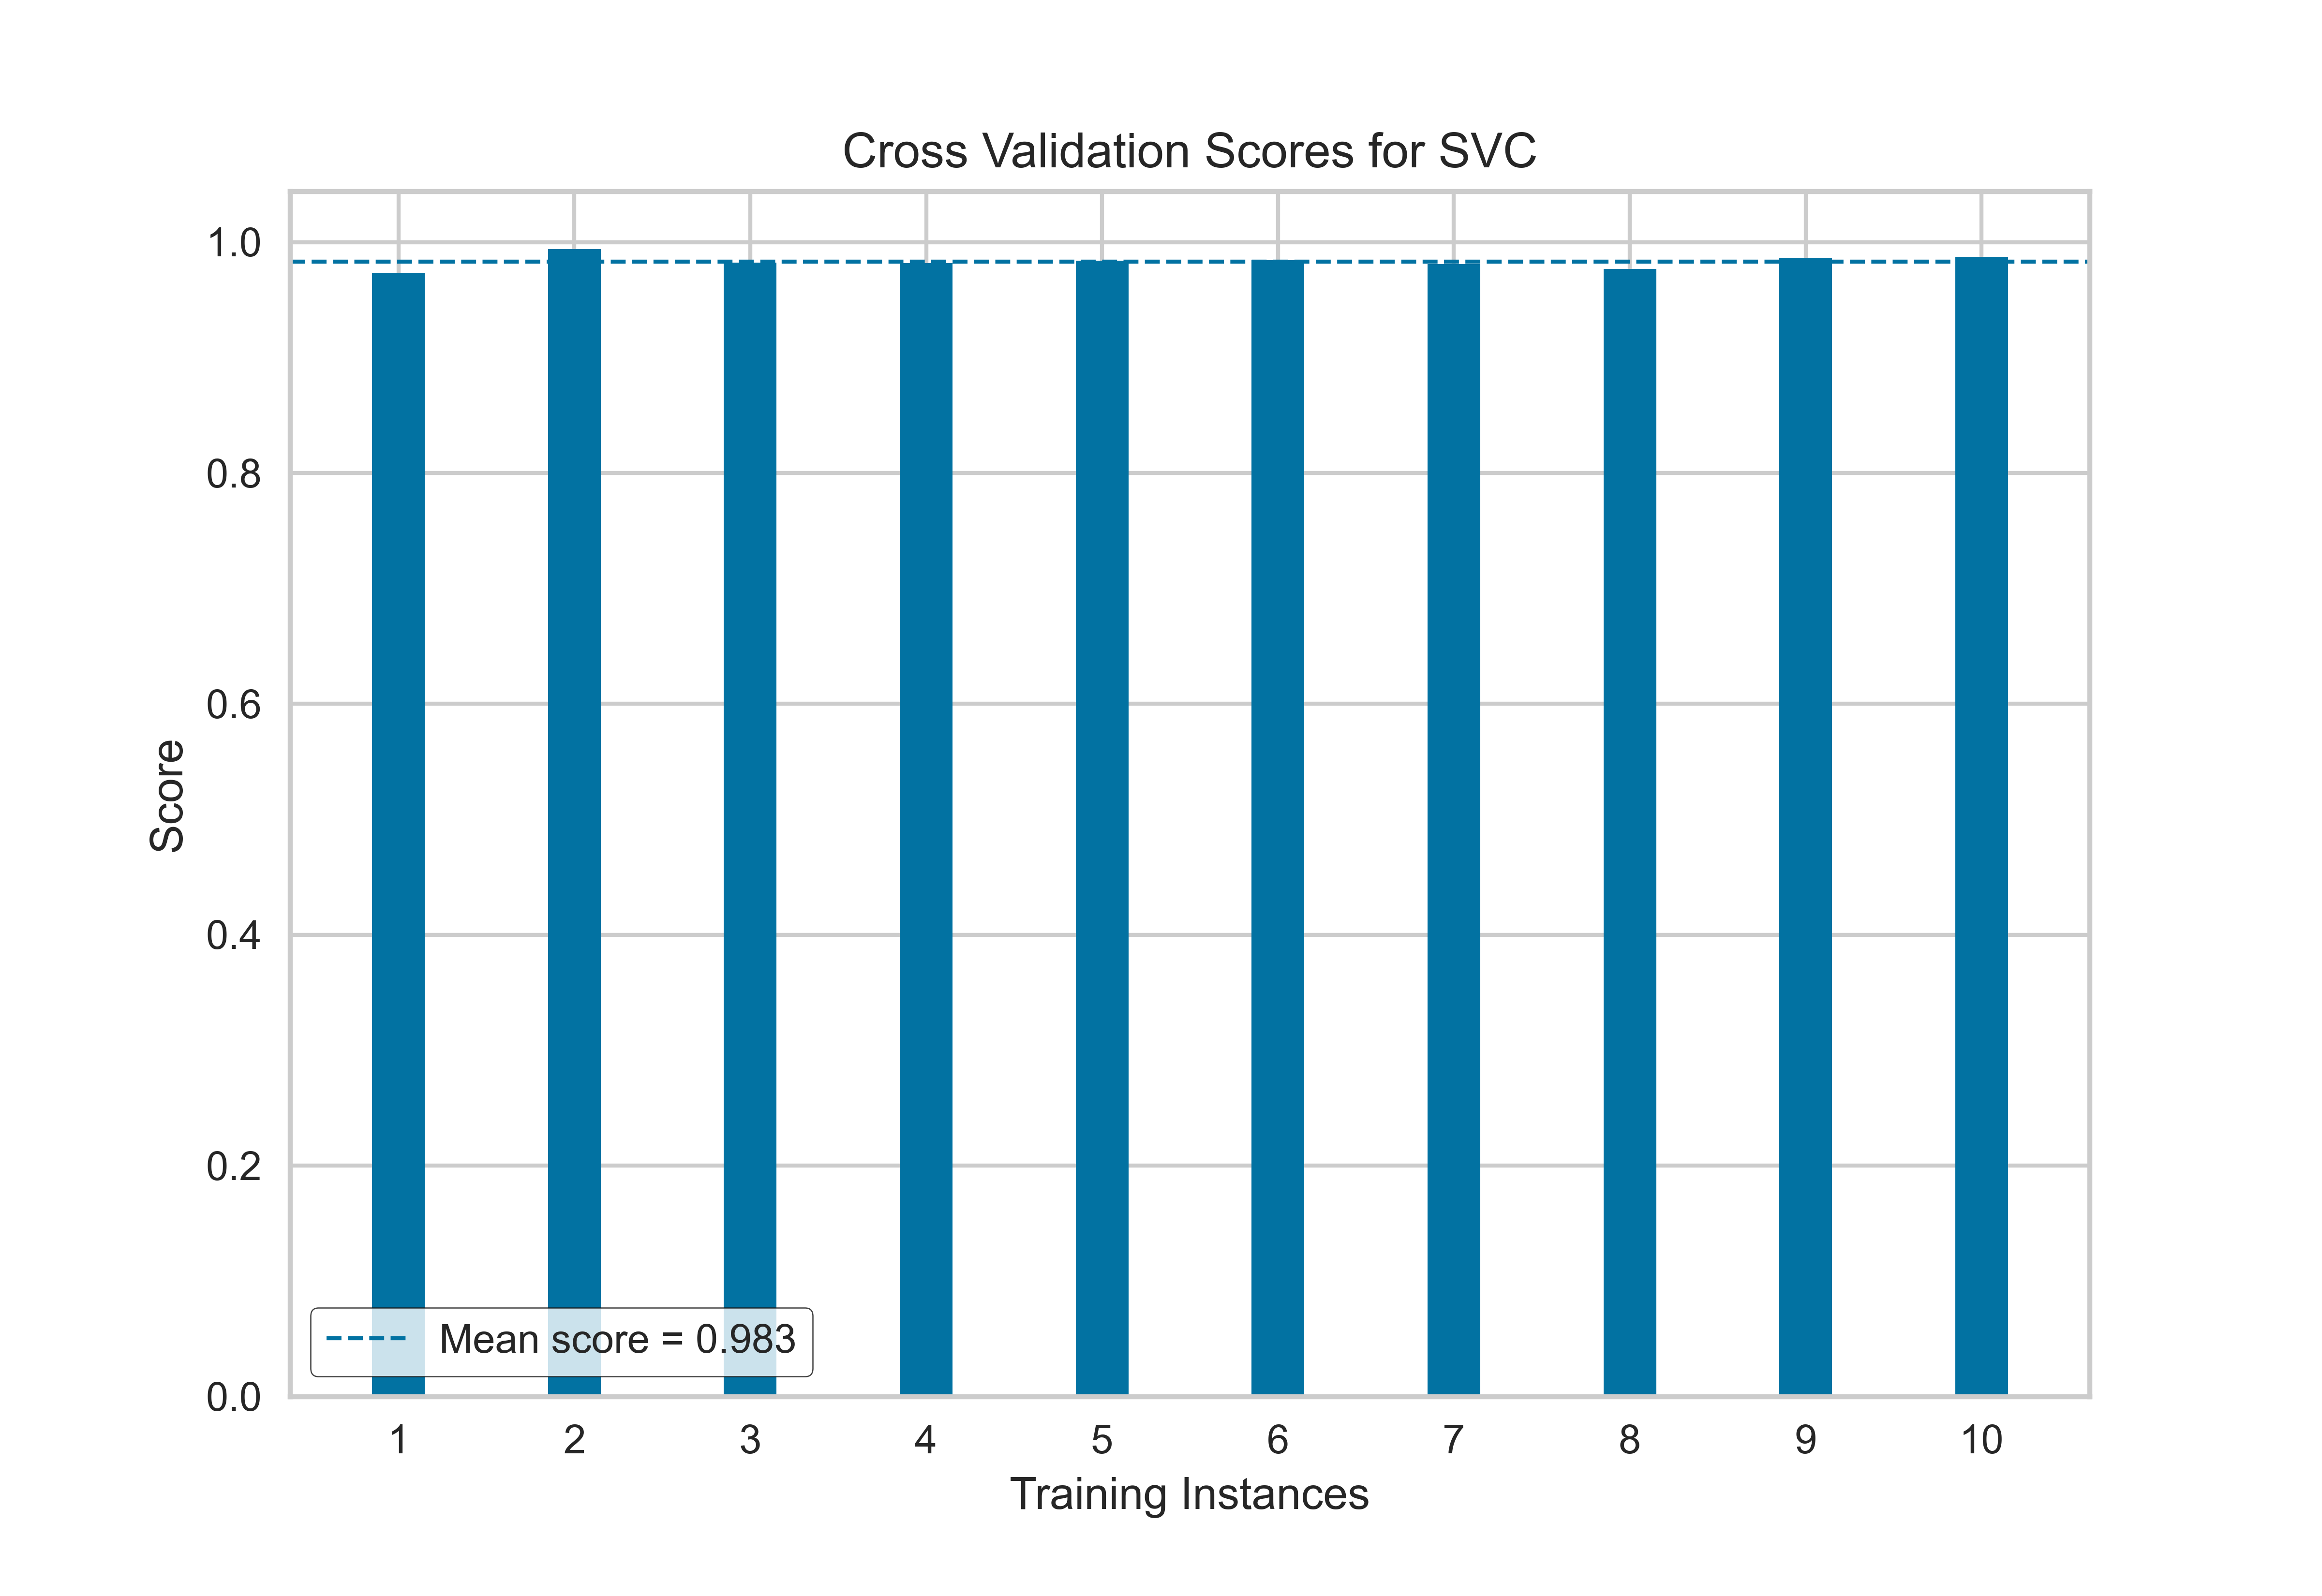 Cross Validation Scores for SVC
1.0
0.8
0.6
0.4
0.2
0.0
Score
Mean score = 0.983
1 2 3 4 5 6 7 8 9 10
Training Instances